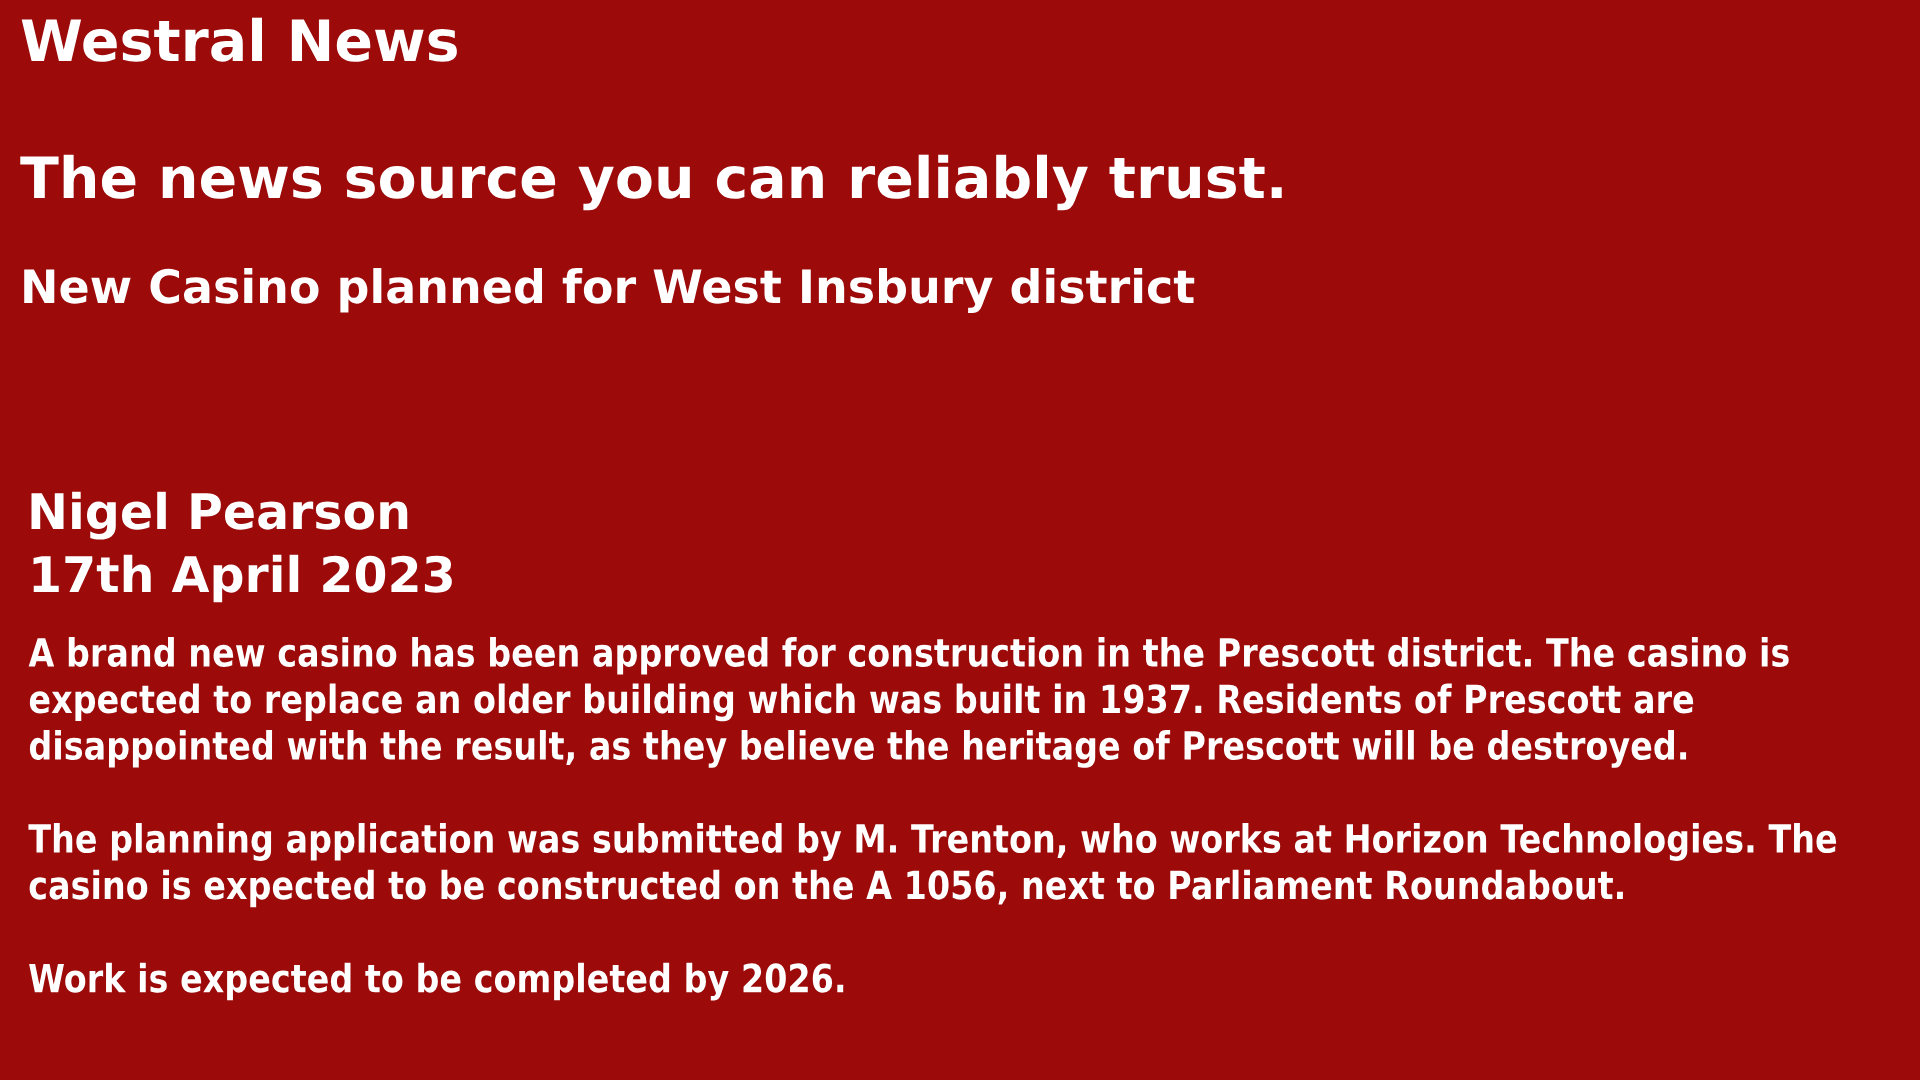 Westral News
The news source you can reliably trust.
New Casino planned for West Insbury district
Nigel Pearson
17th April 2023
A brand new casino has been approved for construction in the Prescott district. The casino is
expected to replace an older building which was built in 1937. Residents of Prescott are
disappointed with the result, as they believe the heritage of Prescott will be destroyed.
The planning application was submitted by M. Trenton, who works at Horizon Technologies. The
casino is expected to be constructed on the A 1056, next to Parliament Roundabout.
Work is expected to be completed by 2026.